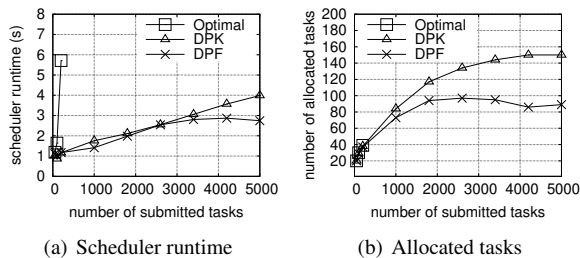 scheduler runtime (s)
8
7
6
5
4
3
2
1
0
Optimal
DPK
DPF
0 1000 2000 3000 4000 5000
number of submitted tasks
(a) Scheduler runtime
number of allocated tasks
200
180
160
140
120
100
80
60
40
20
Optimal
DPK
DPF
0 1000 2000 3000 4000 5000
number of submitted tasks
(b) Allocated tasks